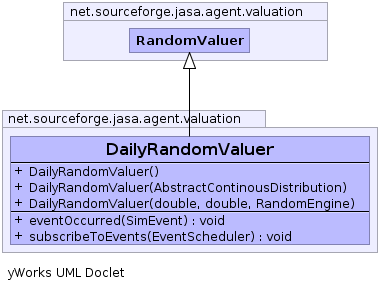 net.sourceforge.jasa.agent.valuation
RandomValuer
net.sourceforge.jasa.agent.valuation
DailyRandomValuer
+ DailyRandomValuer()
+ DailyRandomValuer(AbstractContinousDistribution)
+ DailyRandomValuer(double, double, RandomEngine)
+ eventOccurred(SimEvent) : void
+ subscribeToEvents(EventScheduler) : void
yWorks UML Doclet